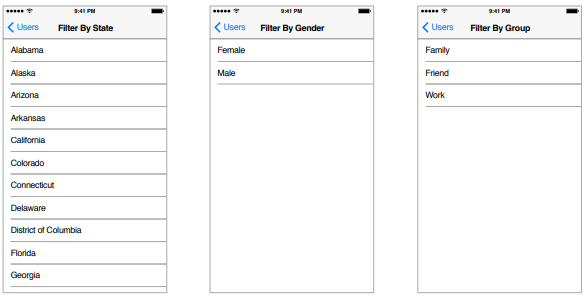 9:41 PM
Users
Filter By State
Alabama
Alaska
Arizona
Arkansas
California
Colorado
Connecticut
Delaware
District of Columbia
Florida
Georgia
9:41 PM
Users
Filter By Gender
Female
Male
9:41 PM
Users
Filter By Group
Family
Friend
Work